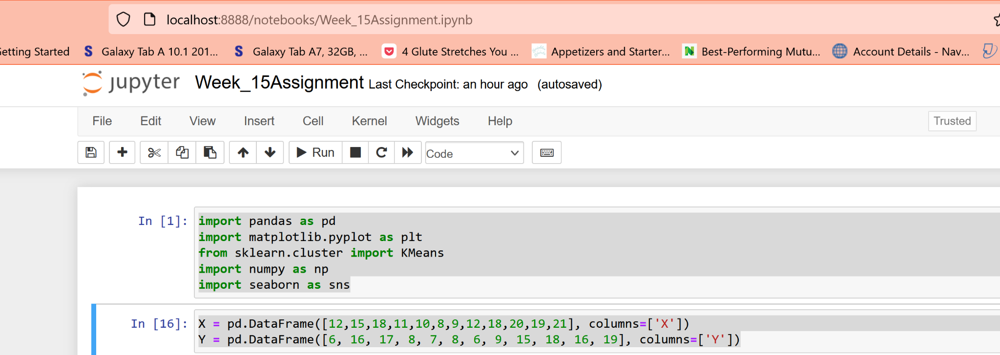 localhost:8888/notebooks/Week_15Assignment.ipynb
Getting Started S Galaxy Tab A 10.1 201... S Galaxy Tab A7, 32GB, ... 4 Glute Stretches You ... Appetizers and Starter... N Best-Performing Mutu... Account Details - Nav...
jupyter Week_15Assignment Last Checkpoint: an hour ago (autosaved)
File Edit View Insert Cell Kernel Widgets Help Trusted
Run Code
In [1]: import pandas as pd
import matplotlib.pyplot as plt
from sklearn.cluster import KMeans
import numpy as np
import seaborn as sns
In [16]: X = pd.DataFrame([12,15,18,11,10,8,9,12,18,20,19,21], columns=['X'])
Y = pd.DataFrame([6, 16, 17, 8, 7, 8, 6, 9, 15, 18, 16, 19], columns=['Y'])